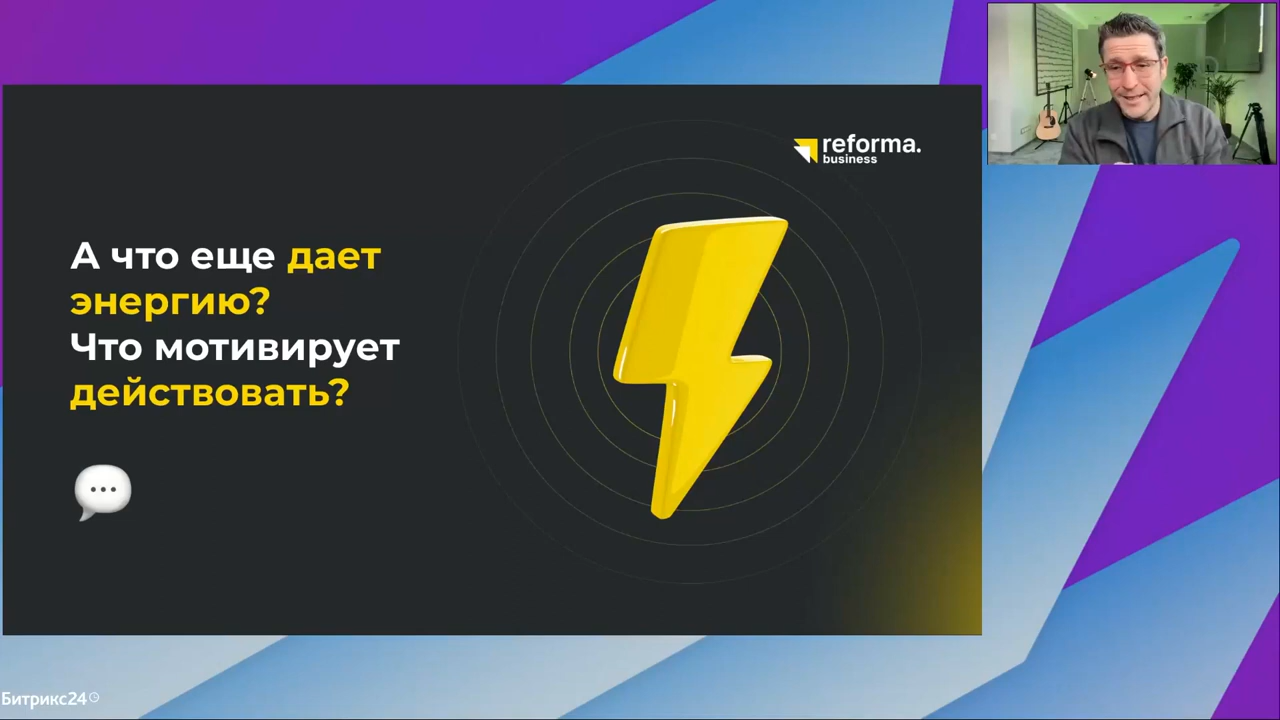 reforma.
business
А что еще дает
энергию?
Что мотивирует
действовать?
Битрикс24